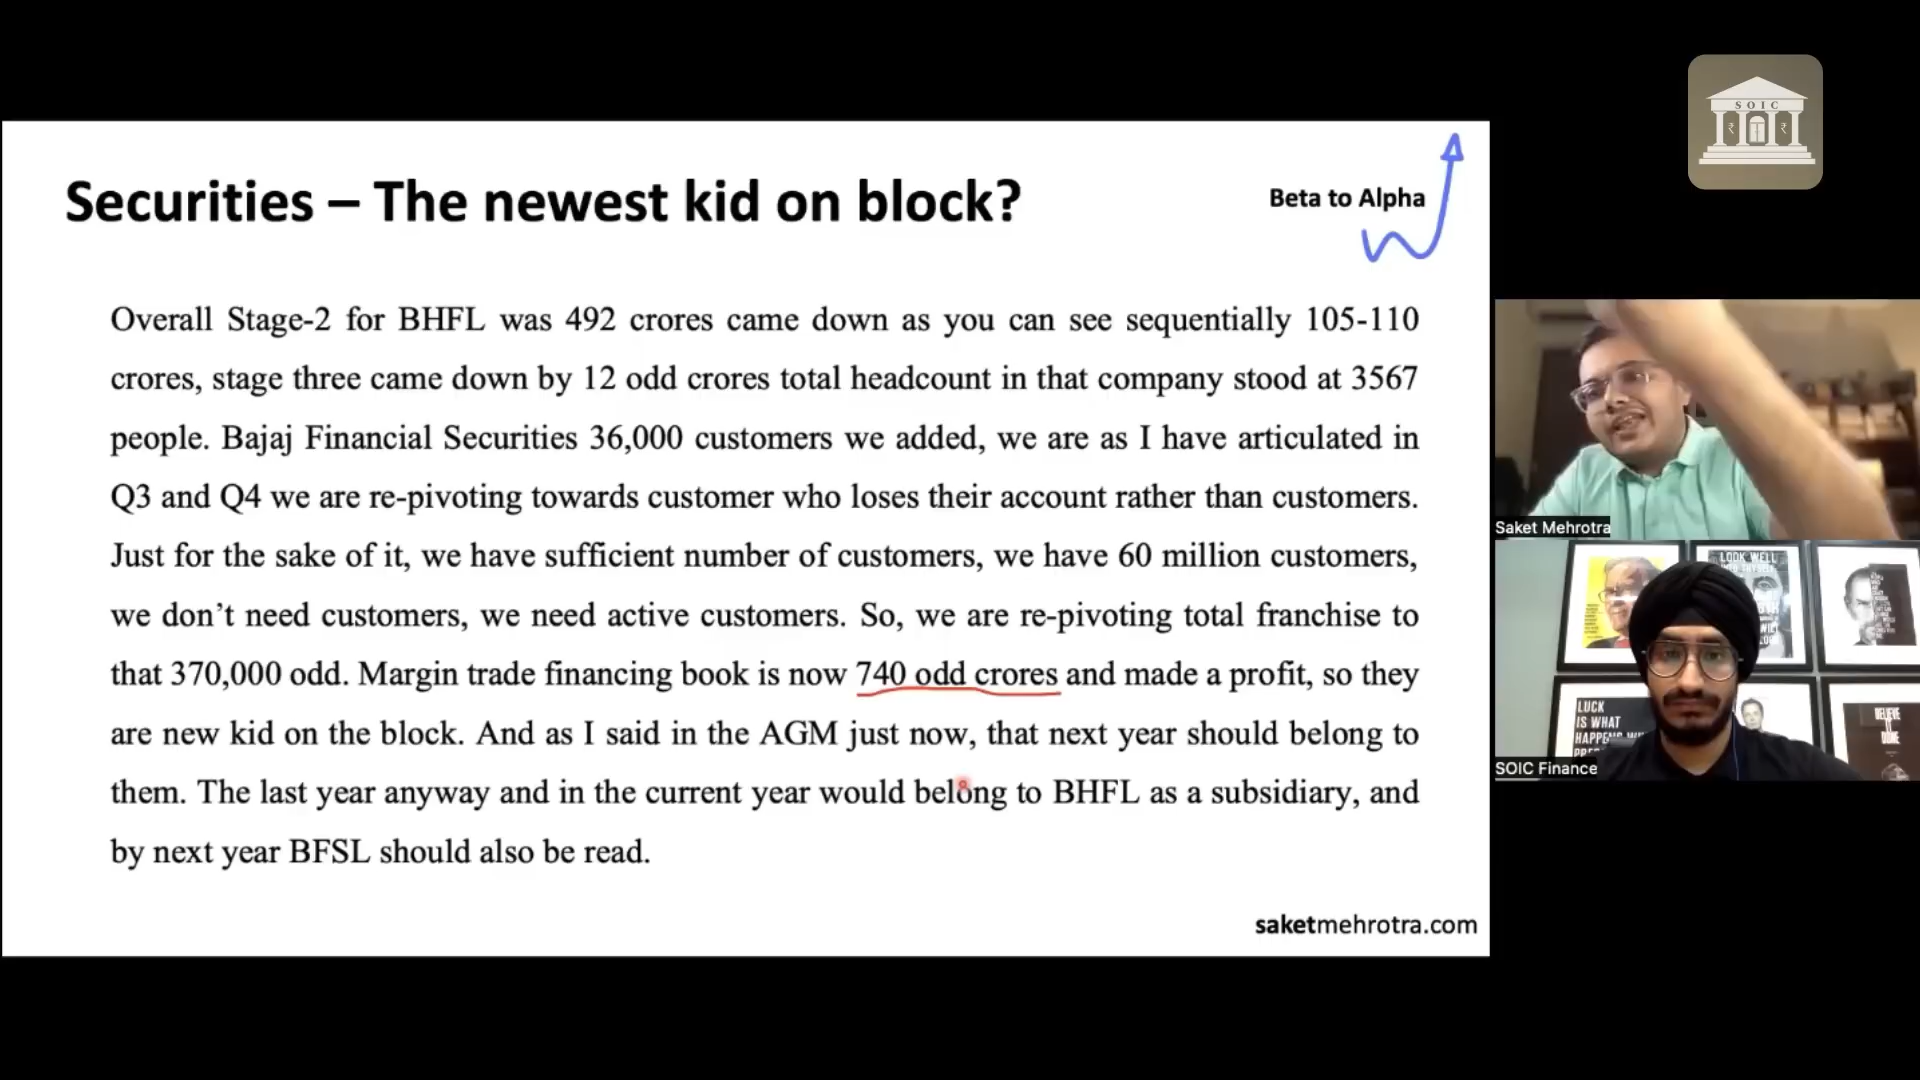 SOIC
Securities – The newest kid on block?
Beta to Alpha
Overall Stage-2 for BHFL was 492 crores came down as you can see sequentially 105-110
crores, stage three came down by 12 odd crores total headcount in that company stood at 3567
people. Bajaj Financial Securities 36,000 customers we added, we are as I have articulated in
Q3 and Q4 we are re-pivoting towards customer who loses their account rather than customers.
Just for the sake of it, we have sufficient number of customers, we have 60 million customers,
we don’t need customers, we need active customers. So, we are re-pivoting total franchise to
that 370,000 odd. Margin trade financing book is now 740 odd crores and made a profit, so they
are new kid on the block. And as I said in the AGM just now, that next year should belong to
them. The last year anyway and in the current year would belong to BHFL as a subsidiary, and
by next year BFSL should also be read.
saketmehrotra.com
Saket Mehrotra
LOOK WELL
LUCK
IS WHAT
BELIEVE
IT
DONE
SOIC Finance